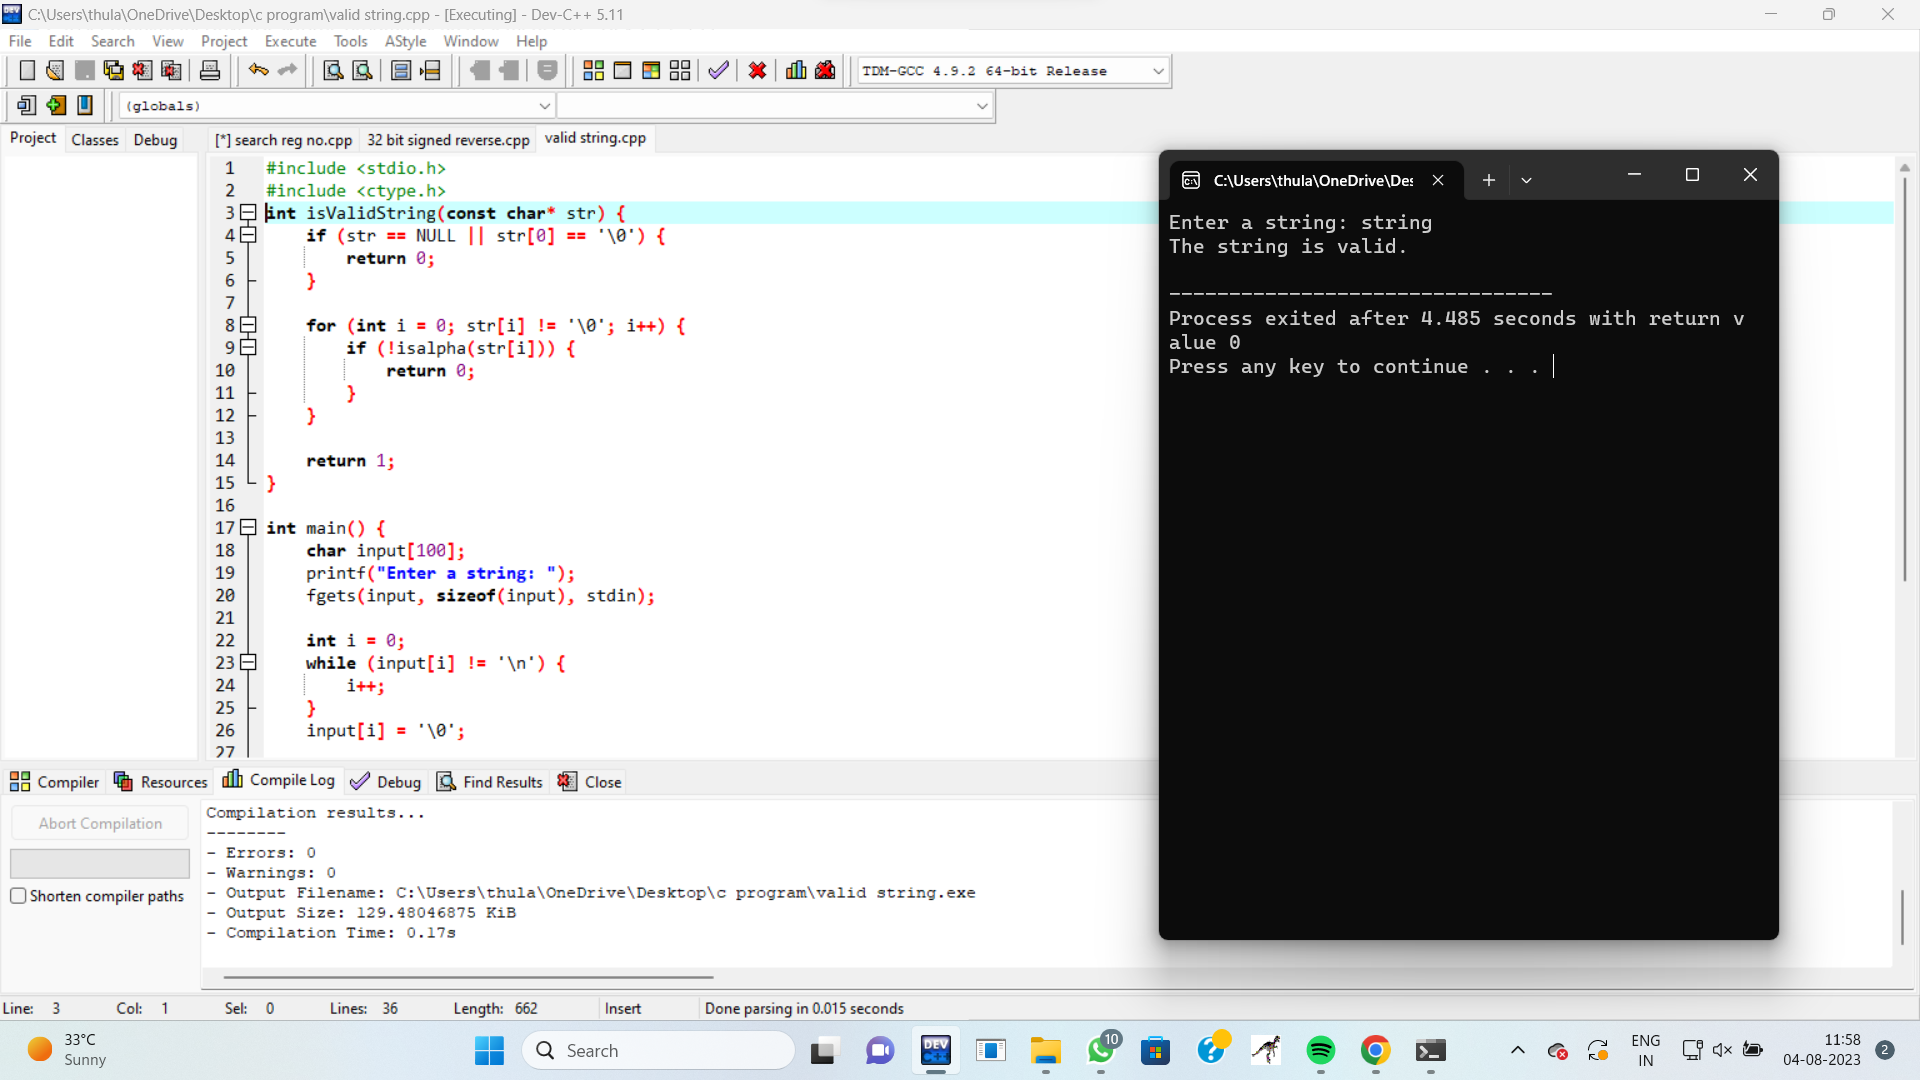 C:\Users\thula\OneDrive\Desktop\c program\valid string.cpp - [Executing] - Dev-C++ 5.11
File Edit Search View Project Execute Tools AStyle Window Help
TDM-GCC 4.9.2 64-bit Release
(globals)
Project Classes Debug
[*] search reg no.cpp 32 bit signed reverse.cpp valid string.cpp
1 #include <stdio.h>
2 #include <ctype.h>
3 int isValidString(const char* str) {
4 if (str == NULL || str[0] == '\0') {
5 return 0;
6 }
7
8 for (int i = 0; str[i] != '\0'; i++) {
9 if (!isalpha(str[i])) {
10 return 0;
11 }
12 }
13
14 return 1;
15 }
16
17 int main() {
18 char input[100];
19 printf("Enter a string: ");
20 fgets(input, sizeof(input), stdin);
21
22 int i = 0;
23 while (input[i] != '\n') {
24 i++;
25 }
26 input[i] = '\0';
27
C:\Users\thula\OneDrive\Des
Enter a string: string
The string is valid.
--------------------------------
Process exited after 4.485 seconds with return v
alue 0
Press any key to continue . . .
Compiler Resources Compile Log Debug Find Results Close
Abort Compilation
Shorten compiler paths
Compilation results...
--------
- Errors: 0
- Warnings: 0
- Output Filename: C:\Users\thula\OneDrive\Desktop\c program\valid string.exe
- Output Size: 129.48046875 KiB
- Compilation Time: 0.17s
Line: 3 Col: 1 Sel: 0 Lines: 36 Length: 662 Insert Done parsing in 0.015 seconds
33°C
Sunny
Search
DEV
C++
10
ENG
IN
11:58
04-08-2023
2